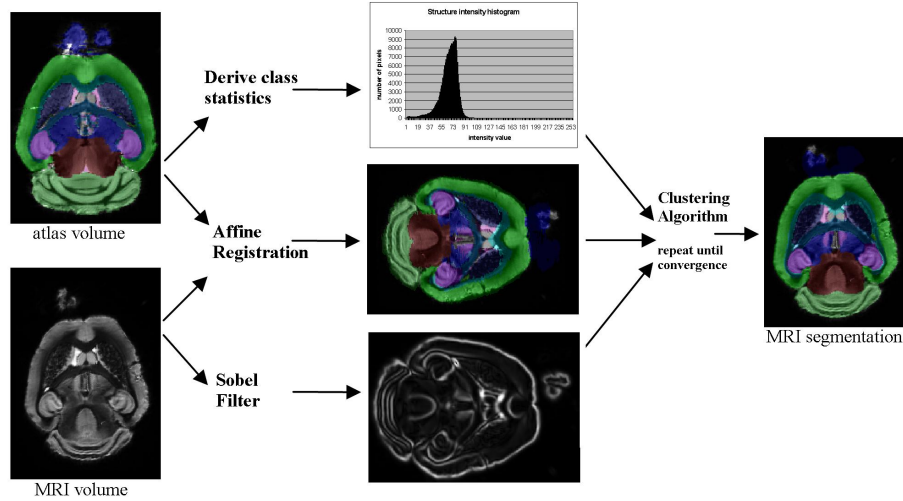 Structure intensity histogram
number of pixels
10000
9000
8000
7000
6000
5000
4000
3000
2000
1000
0
1 19 37 55 73 91 109 127 145 163 181 199 217 235 253
intensity value
Derive class
statistics
atlas volume
Affine
Registration
Clustering
Algorithm
repeat until
convergence
MRI segmentation
Sobel
Filter
MRI volume